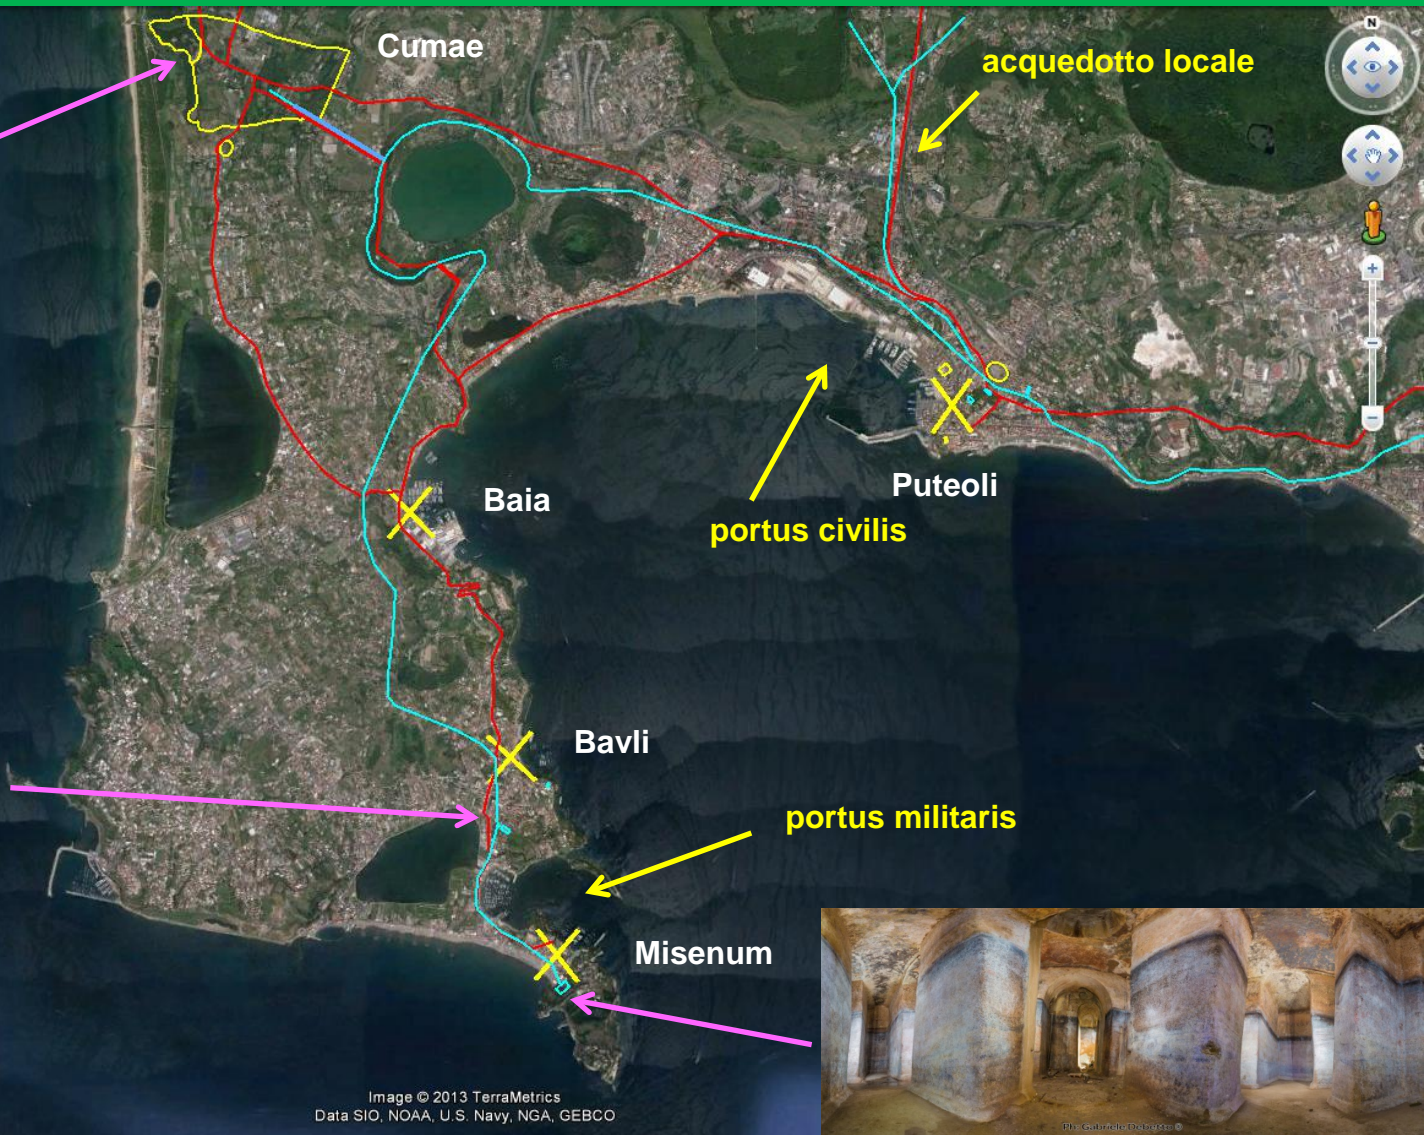 N
Cumae
acquedotto locale
Baia
Puteoli
portus civilis
Bavli
portus militaris
Misenum
Image © 2013 TerraMetrics
Data SIO, NOAA, U.S. Navy, NGA, GEBCO